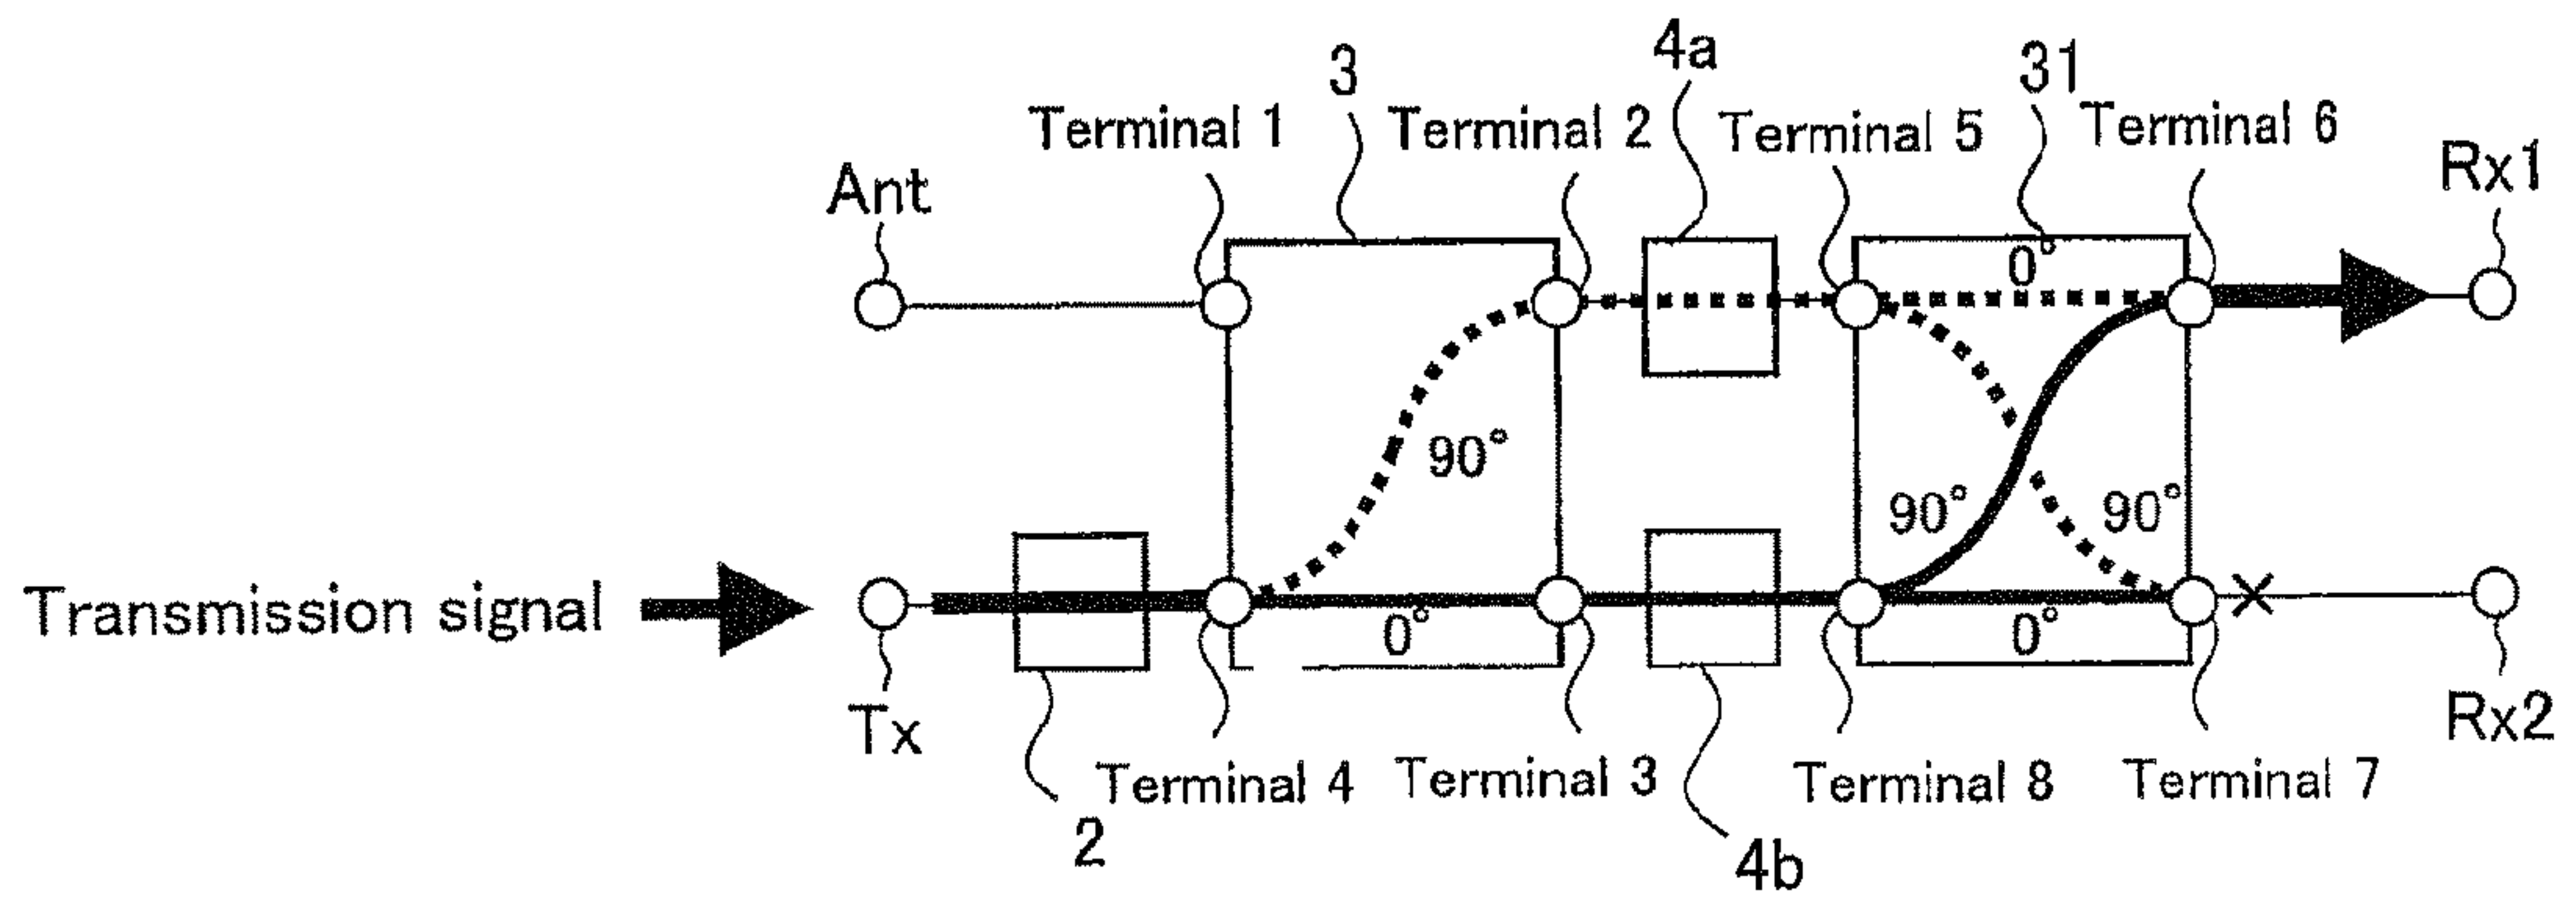 3
4a
31
Terminal 1
Terminal 2
Terminal 5
Terminal 6
Rx1
Ant
0°
90°
90°
90°
Transmission signal
0°
0°
Tx
Rx2
Terminal 4
Terminal 3
Terminal 8
Terminal 7
2
4b